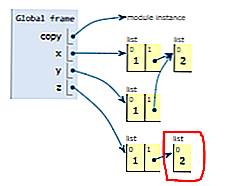 Global frame
copy
module instance
x
y
z
list
0 1
1
list
0
2
list
0 1
1
list
0 1
1
list
0
2